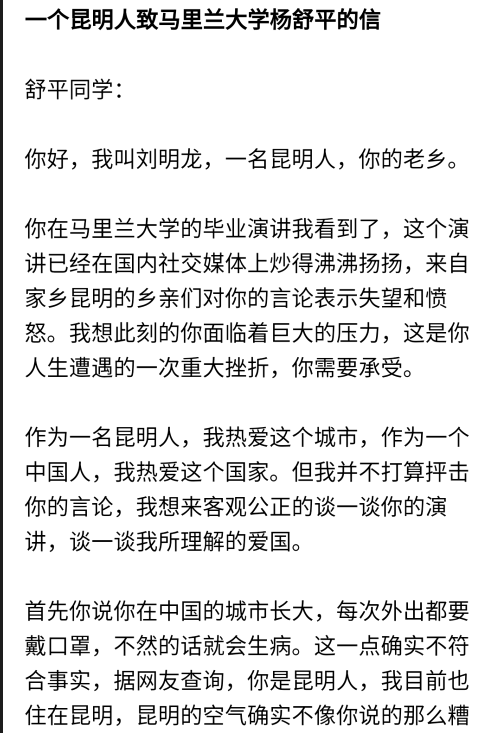 一个昆明人致马里兰大学杨舒平的信
舒平同学：
你好，我叫刘明龙，一名昆明人，你的老乡。
你在马里兰大学的毕业演讲我看到了，这个演
讲已经在国内社交媒体上炒得沸沸扬扬，来自
家乡昆明的乡亲们对你的言论表示失望和愤
怒。我想此刻的你面临着巨大的压力，这是你
人生遭遇的一次重大挫折，你需要承受。
作为一名昆明人，我热爱这个城市，作为一个
中国人，我热爱这个国家。但我并不打算抨击
你的言论，我想来客观公正的谈一谈你的演
讲，谈一谈我所理解的爱国。
首先你说你在中国的城市长大，每次外出都要
戴口罩，不然的话就会生病。这一点确实不符
合事实，据网友查询，你是昆明人，我目前也
住在昆明，昆明的空气确实不像你说的那么糟